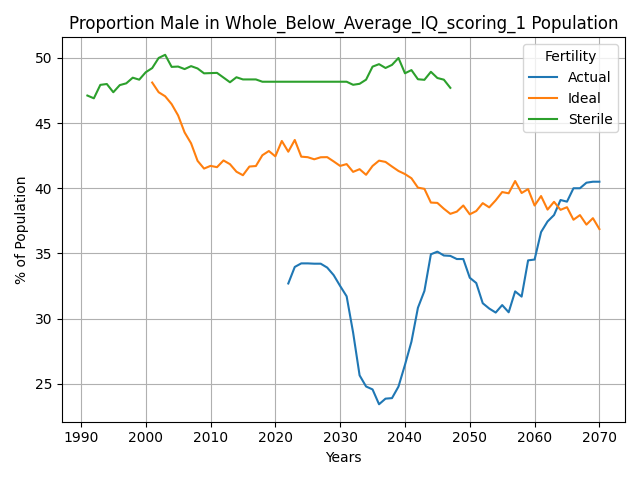 Proportion Male in Whole_Below_Average_IQ_scoring_1 Population
% of Population
50
45
40
35
30
25
Fertility
Actual
Ideal
Sterile
1990 2000 2010 2020 2030 2040 2050 2060 2070
Years